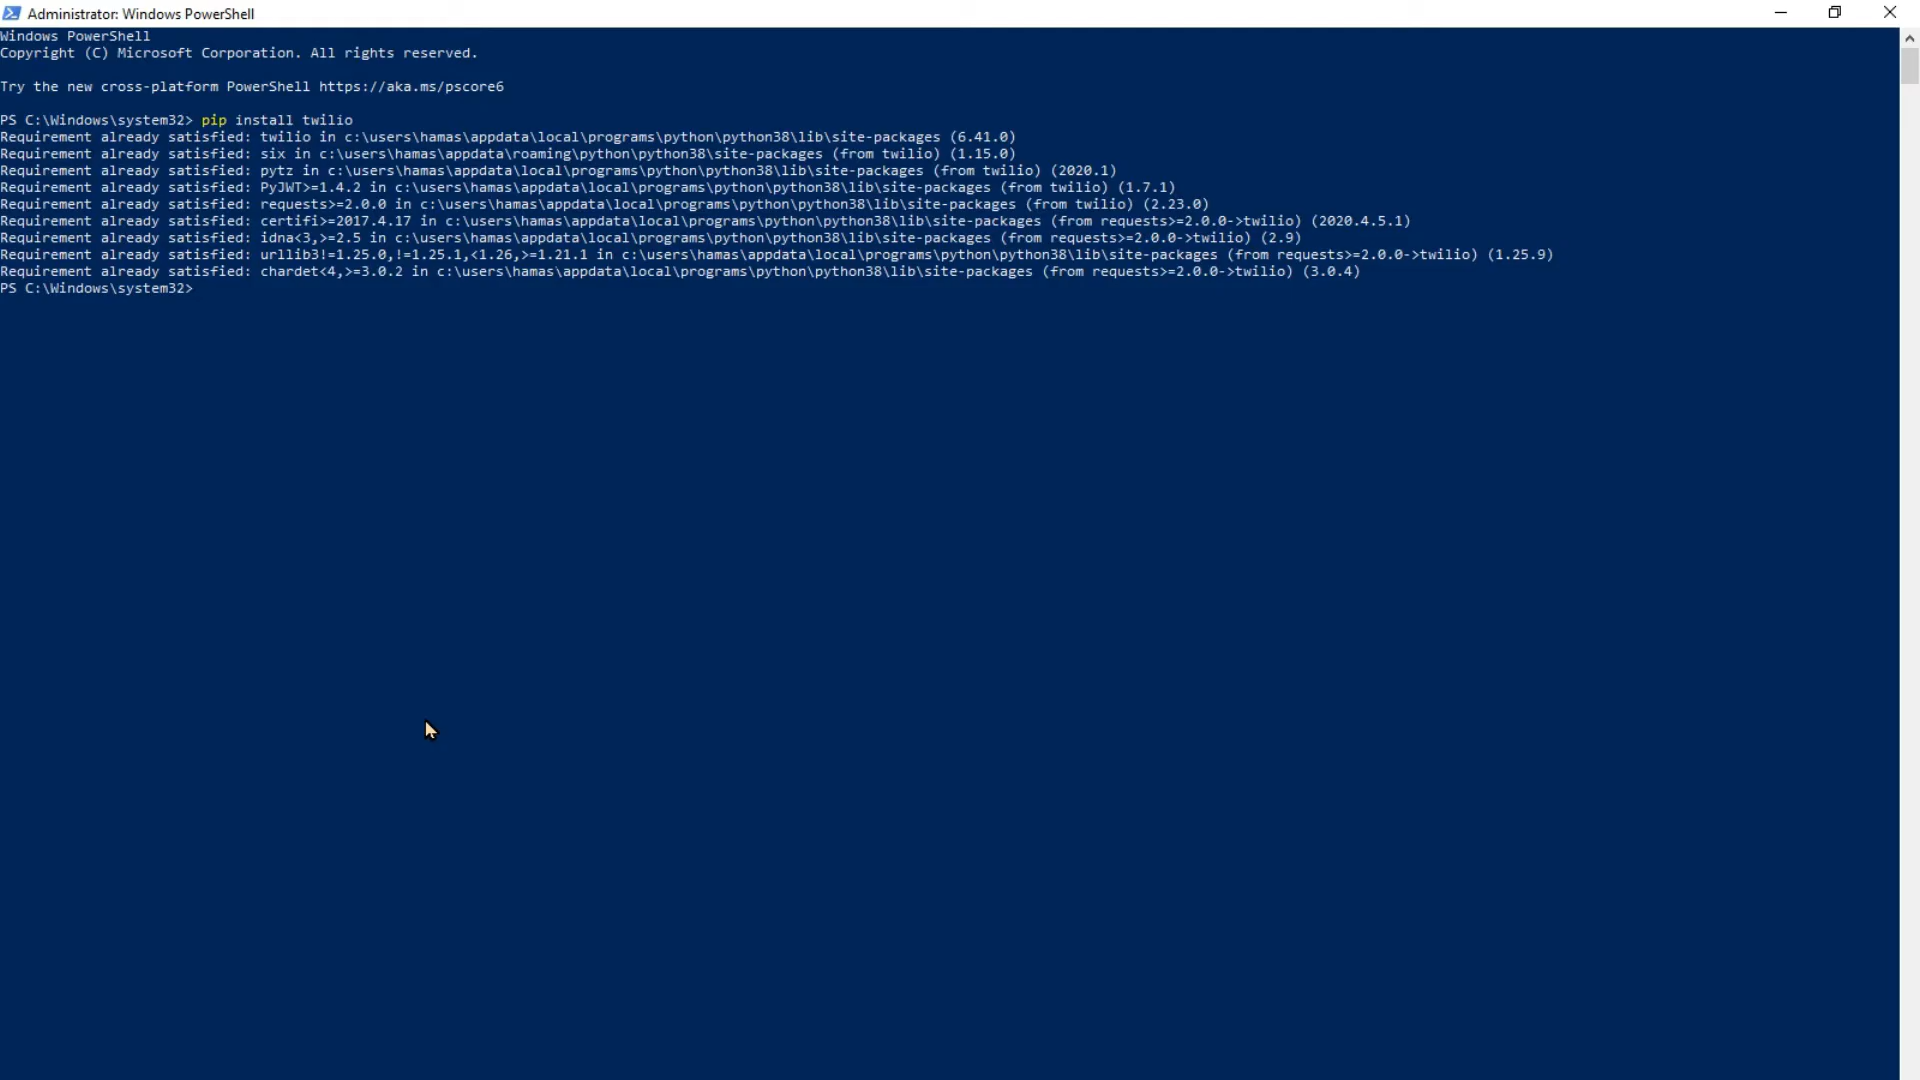 Administrator: Windows PowerShell
Windows PowerShell
Copyright (C) Microsoft Corporation. All rights reserved.
Try the new cross-platform PowerShell https://aka.ms/pscore6
PS C:\Windows\system32> pip install twilio
Requirement already satisfied: twilio in c:\users\hamas\appdata\local\programs\python\python38\lib\site-packages (6.41.0)
Requirement already satisfied: six in c:\users\hamas\appdata\roaming\python\python38\site-packages (from twilio) (1.15.0)
Requirement already satisfied: pytz in c:\users\hamas\appdata\local\programs\python\python38\lib\site-packages (from twilio) (2020.1)
Requirement already satisfied: PyJWT>=1.4.2 in c:\users\hamas\appdata\local\programs\python\python38\lib\site-packages (from twilio) (1.7.1)
Requirement already satisfied: requests>=2.0.0 in c:\users\hamas\appdata\local\programs\python\python38\lib\site-packages (from twilio) (2.23.0)
Requirement already satisfied: certifi>=2017.4.17 in c:\users\hamas\appdata\local\programs\python\python38\lib\site-packages (from requests>=2.0.0->twilio) (2020.4.5.1)
Requirement already satisfied: idna<3,>=2.5 in c:\users\hamas\appdata\local\programs\python\python38\lib\site-packages (from requests>=2.0.0->twilio) (2.9)
Requirement already satisfied: urllib3!=1.25.0,!=1.25.1,<1.26,>=1.21.1 in c:\users\hamas\appdata\local\programs\python\python38\lib\site-packages (from requests>=2.0.0->twilio) (1.25.9)
Requirement already satisfied: chardet<4,>=3.0.2 in c:\users\hamas\appdata\local\programs\python\python38\lib\site-packages (from requests>=2.0.0->twilio) (3.0.4)
PS C:\Windows\system32>